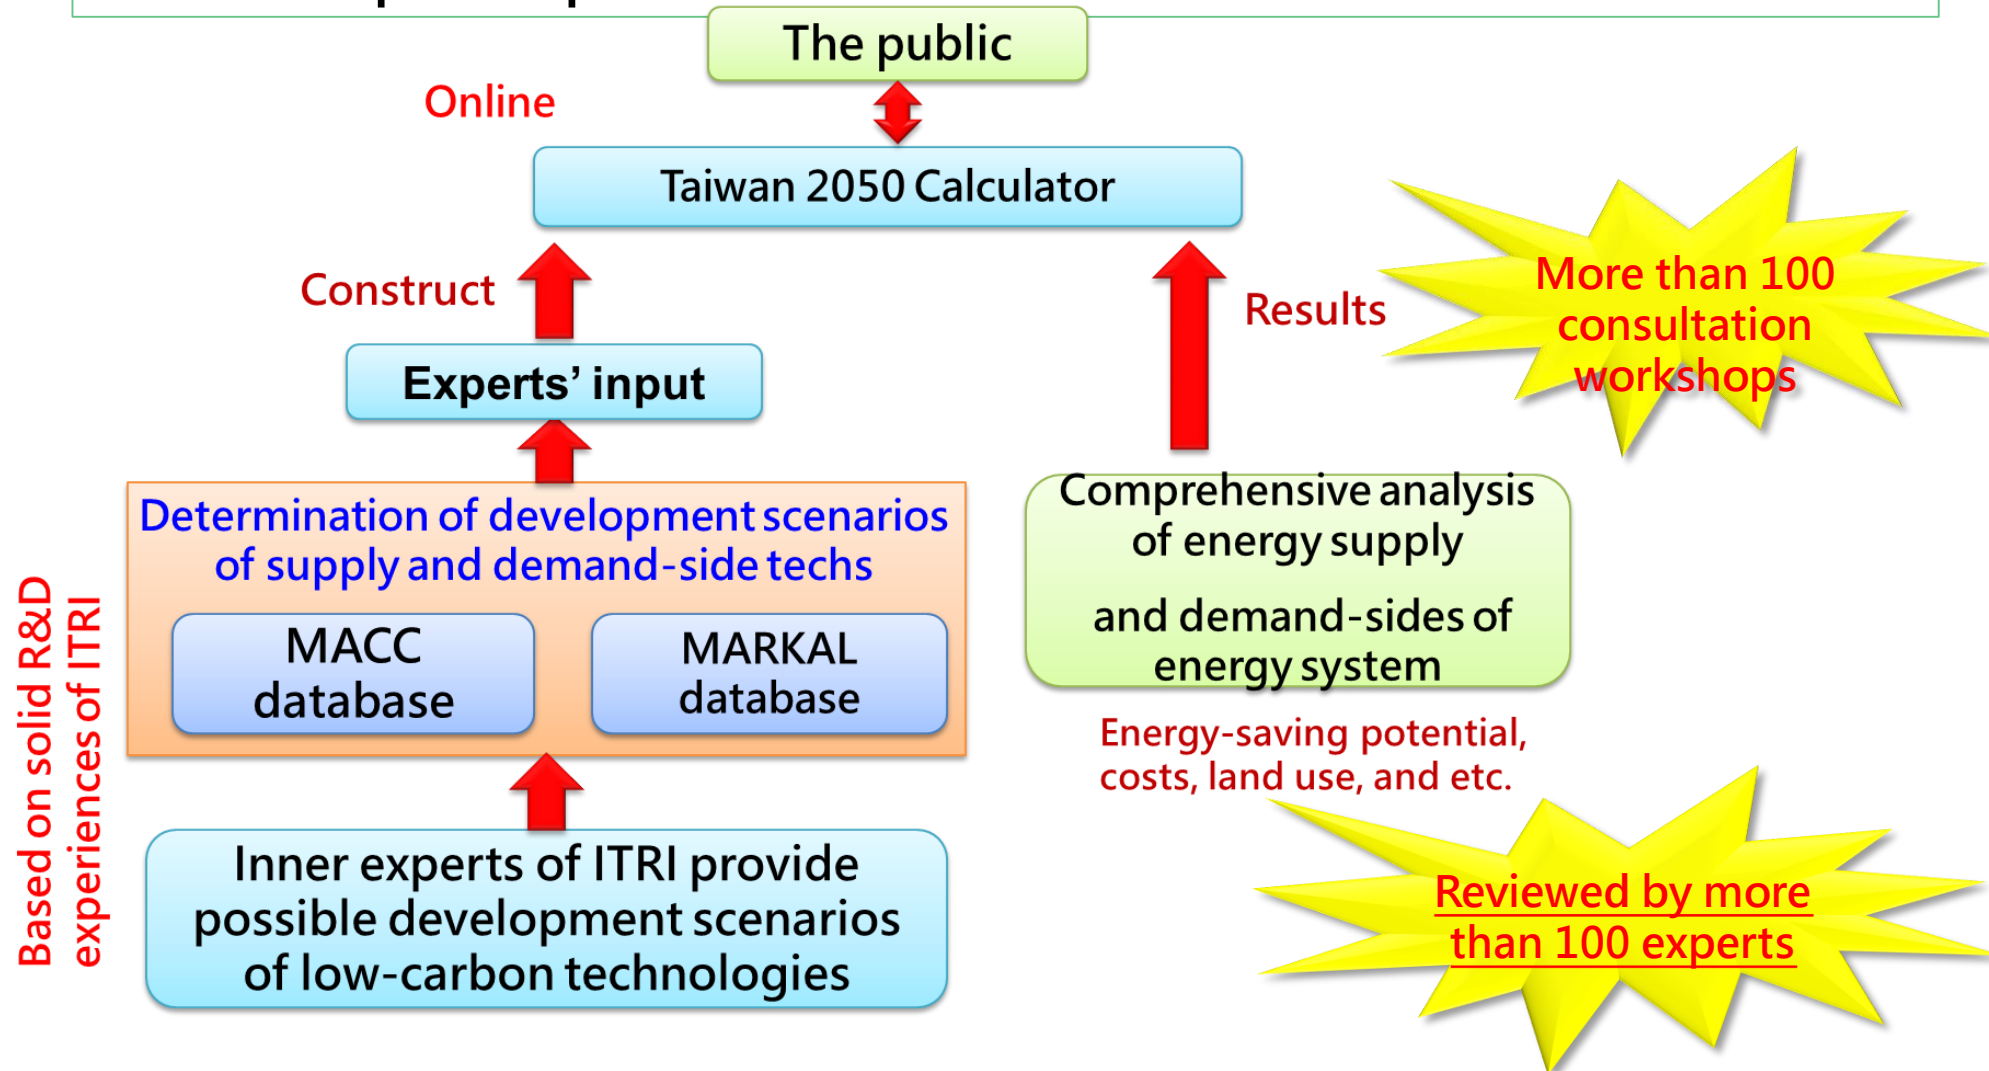 The public
Online
Taiwan 2050 Calculator
Construct
Results
More than 100
consultation
workshops
Experts’ input
Determination of development scenarios
of supply and demand-side techs
MACC
database
MARKAL
database
Comprehensive analysis
of energy supply
and demand-sides of
energy system
Energy-saving potential,
costs, land use, and etc.
Based on solid R&D
experiences of ITRI
Inner experts of ITRI provide
possible development scenarios
of low-carbon technologies
Reviewed by more
than 100 experts